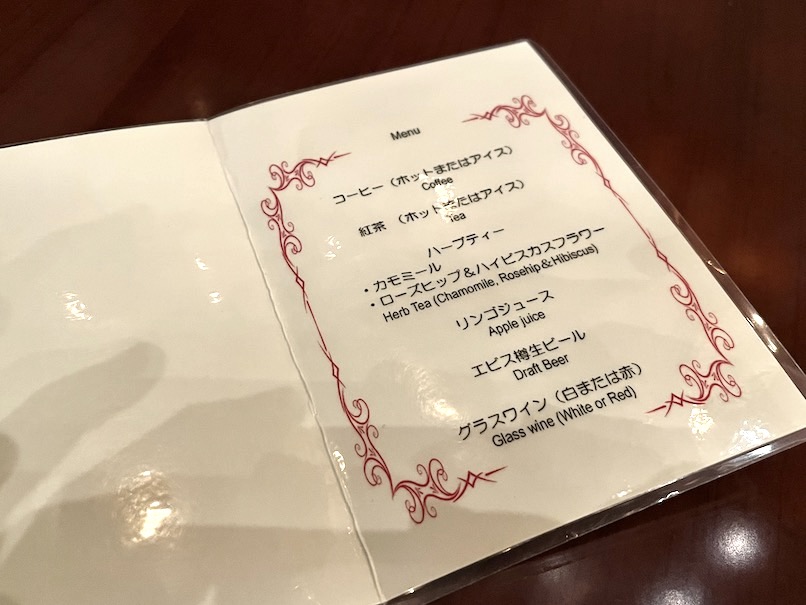 Menu
コーヒー（ホットまたはアイス）
Coffee
紅茶 （ホットまたはアイス）
Tea
ハーブティー
・カモミール
・ローズヒップ＆ハイビスカスフラワー
Herb Tea (Chamomile, Rosehip＆Hibiscus)
リンゴジュース
Apple juice
エビス樽生ビール
Draft Beer
グラスワイン（白または赤）
Glass wine (White or Red)